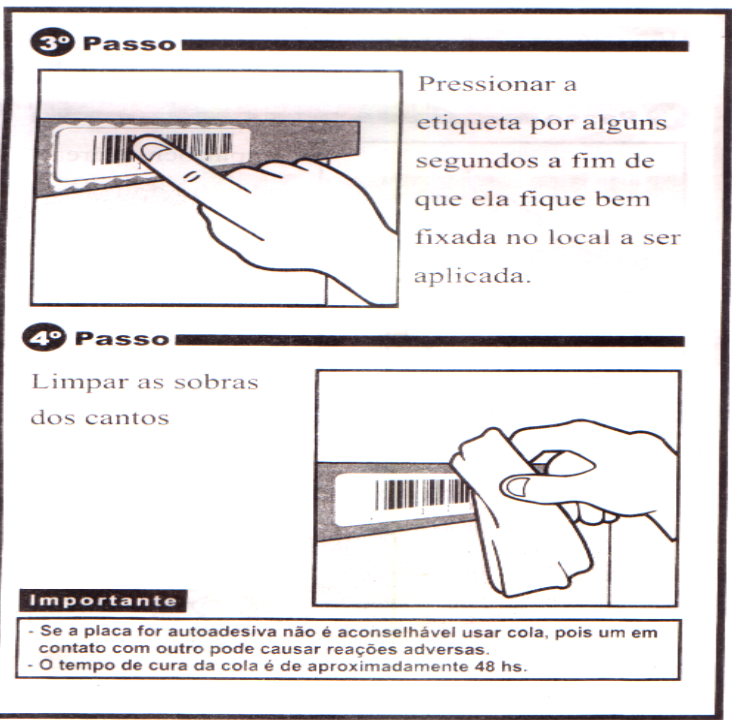 3º Passo
Pressionar a
etiqueta por alguns
segundos a fim de
que ela fique bem
fixada no local a ser
aplicada.
4º Passo
Limpar as sobras
dos cantos
Importante
- Se a placa for autoadesiva não é aconselhável usar cola, pois um em
contato com outro pode causar reações adversas.
- O tempo de cura da cola é de aproximadamente 48 hs.